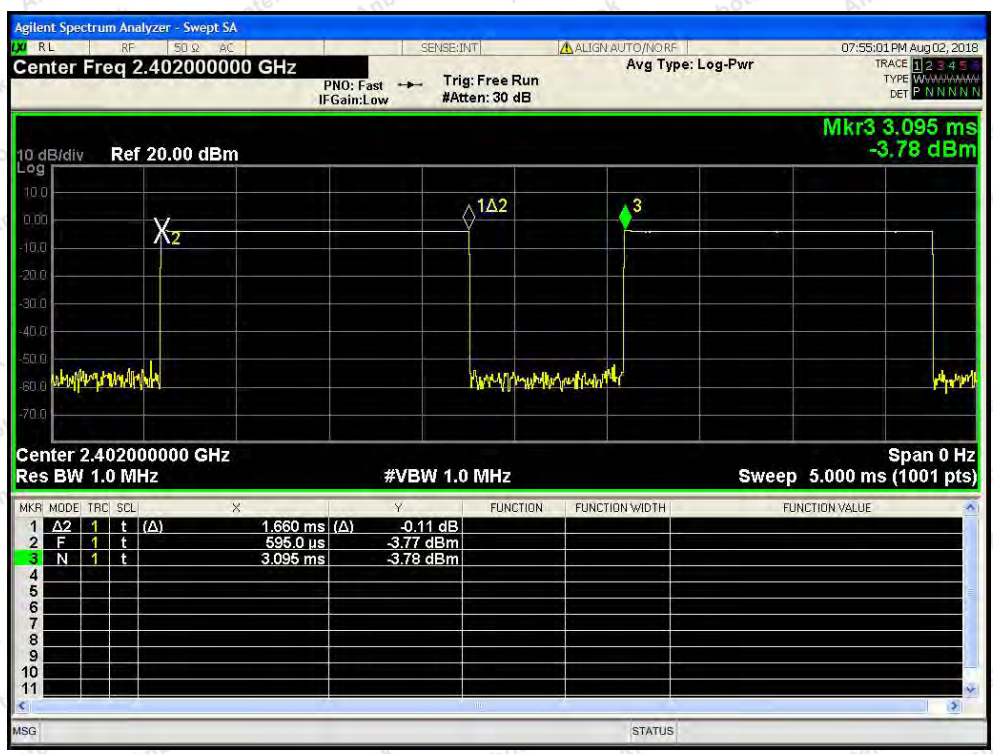 Agilent Spectrum Analyzer - Swept SA
LXI RL RF 50 Ω AC SENSE:INT ALIGN AUTO/NO RF 07:55:01 PM Aug 02, 2018
Center Freq 2.402000000 GHz Avg Type: Log-Pwr TRACE 1 2 3 4 5 6
PNO: Fast Trig: Free Run TYPE WWWWWW
IFGain:Low #Atten: 30 dB DET P N N N N N
Mkr3 3.095 ms
10 dB/div Ref 20.00 dBm -3.78 dBm
Log
10.0
0.00 1Δ2 3
-10.0 X2
-20.0
-30.0
-40.0
-50.0
-60.0
-70.0
Center 2.402000000 GHz Span 0 Hz
Res BW 1.0 MHz #VBW 1.0 MHz Sweep 5.000 ms (1001 pts)
MKR MODE TRC SCL X Y FUNCTION FUNCTION WIDTH FUNCTION VALUE
1 Δ2 1 t (Δ) 1.660 ms (Δ) -0.11 dB
2 F 1 t 595.0 µs -3.77 dBm
3 N 1 t 3.095 ms -3.78 dBm
4
5
6
7
8
9
10
11
MSG STATUS